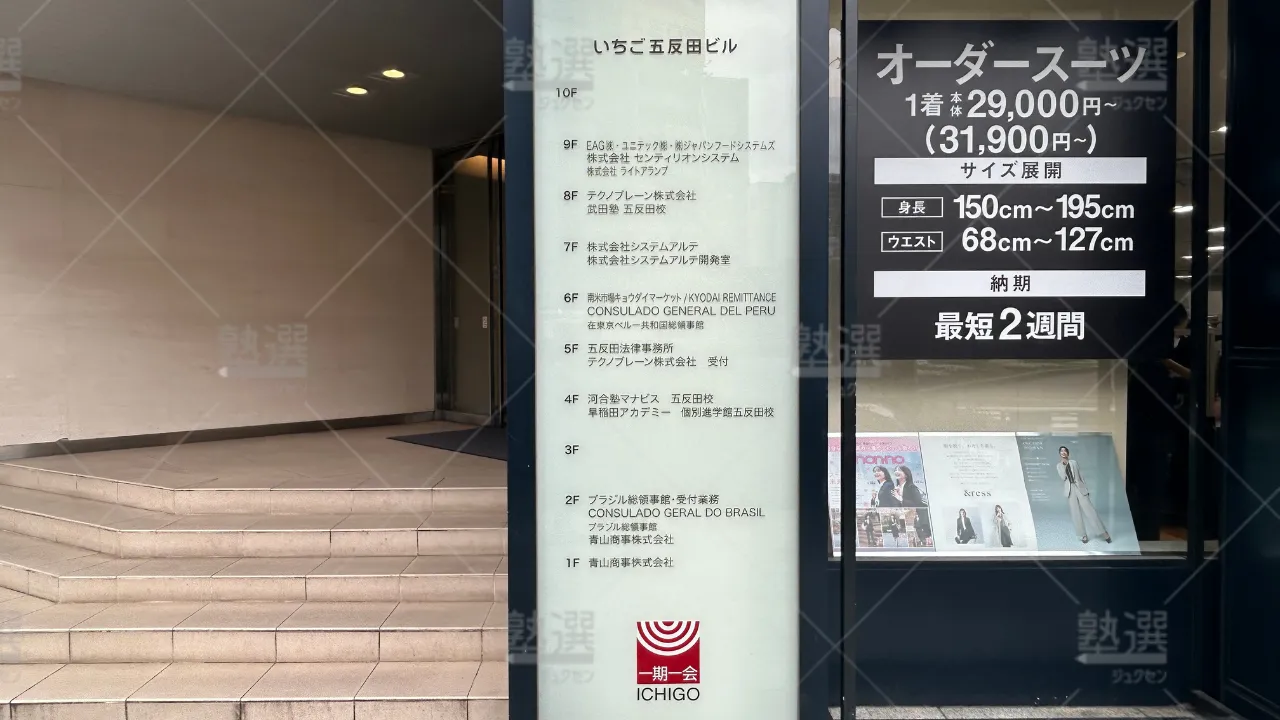 いちご五反田ビル
10F
9F EAG㈱・ユニテック㈱・㈱ジャパンフードシステムズ
株式会社 センティリオンシステム
株式会社 ライトアランプ
8F テクノブレーン株式会社
武田塾 五反田校
7F 株式会社システムアルテ
株式会社システムアルテ開発室
6F 南米市場キョウダイマーケット / KYODAI REMITTANCE
CONSULADO GENERAL DEL PERU
在東京ペルー共和国総領事館
5F 五反田法律事務所
テクノブレーン株式会社 受付
4F 河合塾マナビス 五反田校
早稲田アカデミー 個別進学館五反田校
3F
2F ブラジル総領事館・受付業務
CONSULADO GERAL DO BRASIL
ブラジル総領事館
青山商事株式会社
1F 青山商事株式会社
一期一会
ICHIGO
オーダースーツ
1着 本体 29,000円~
(31,900円~)
サイズ展開
身長 150cm~195cm
ウエスト 68cm~127cm
納期
最短2週間
non-no
&ress
塾選
ジュクセン